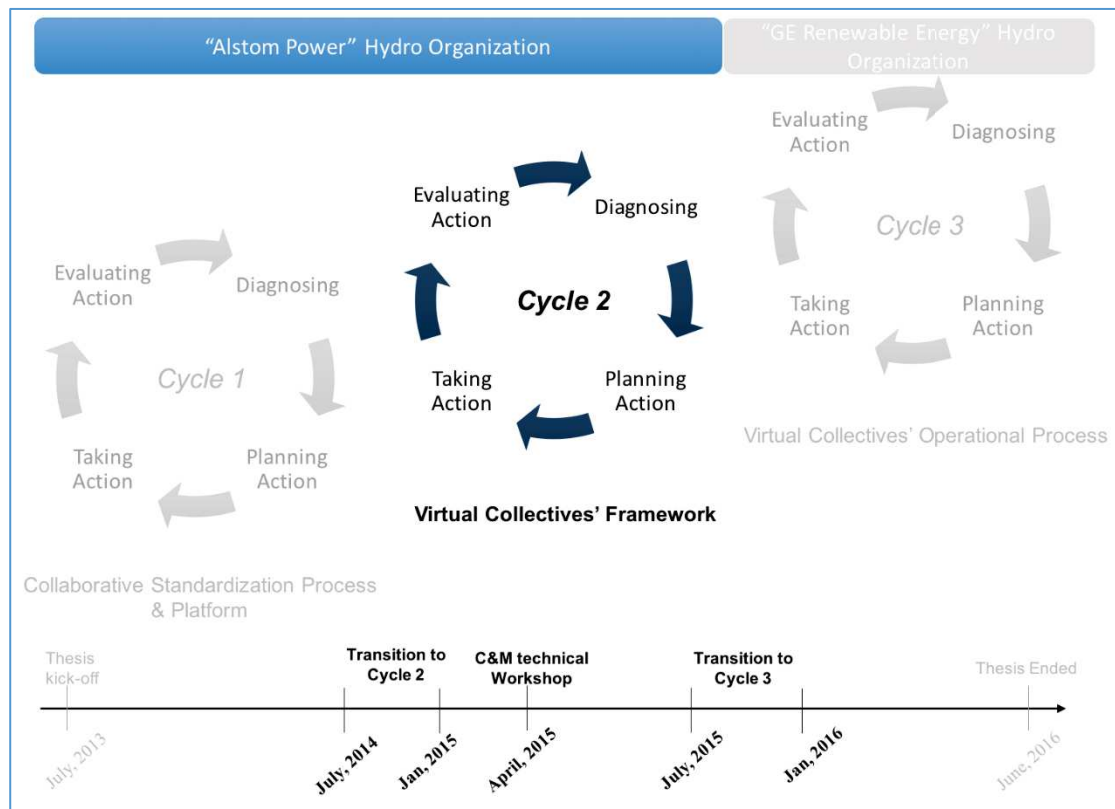 “Alstom Power” Hydro Organization
“GE Renewable Energy” Hydro
Organization
Evaluating
Action
Diagnosing
Cycle 1
Taking
Action
Planning
Action
Collaborative Standardization Process
& Platform
Evaluating
Action
Diagnosing
Cycle 2
Taking
Action
Planning
Action
Virtual Collectives’ Framework
Evaluating
Action
Diagnosing
Cycle 3
Taking
Action
Planning
Action
Virtual Collectives’ Operational Process
Thesis
kick-off
Transition to
Cycle 2
C&M technical
Workshop
Transition to
Cycle 3
Thesis Ended
July, 2013
July, 2014
Jan, 2015
April, 2015
July, 2015
Jan, 2016
June, 2016